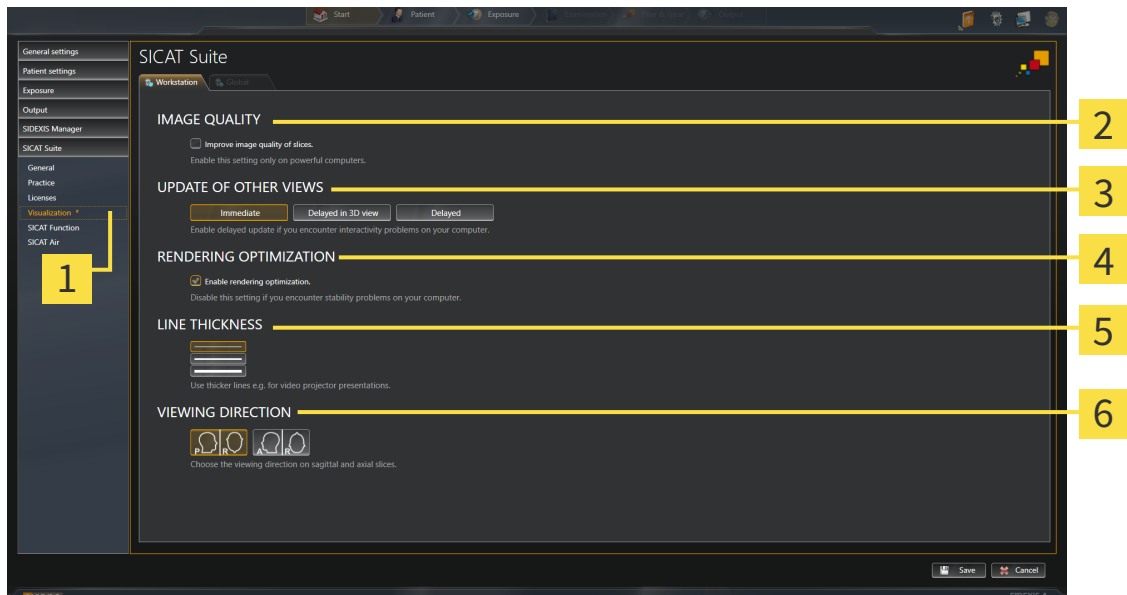 Start
Patient
Exposure
Output
General settings
Patient settings
Exposure
Output
SIDEXIS Manager
SICAT Suite
General
Practice
Licenses
Visualization *
SICAT Function
SICAT Air
SICAT Suite
Workstation
Global
IMAGE QUALITY
Improve image quality of slices.
Enable this setting only on powerful computers.
UPDATE OF OTHER VIEWS
Immediate
Delayed in 3D view
Delayed
Enable delayed update if you encounter interactivity problems on your computer.
RENDERING OPTIMIZATION
Enable rendering optimization.
Disable this setting if you encounter stability problems on your computer.
LINE THICKNESS
Use thicker lines e.g. for video projector presentations.
VIEWING DIRECTION
P R A R
Choose the viewing direction on sagittal and axial slices.
Save
Cancel
1
2
3
4
5
6